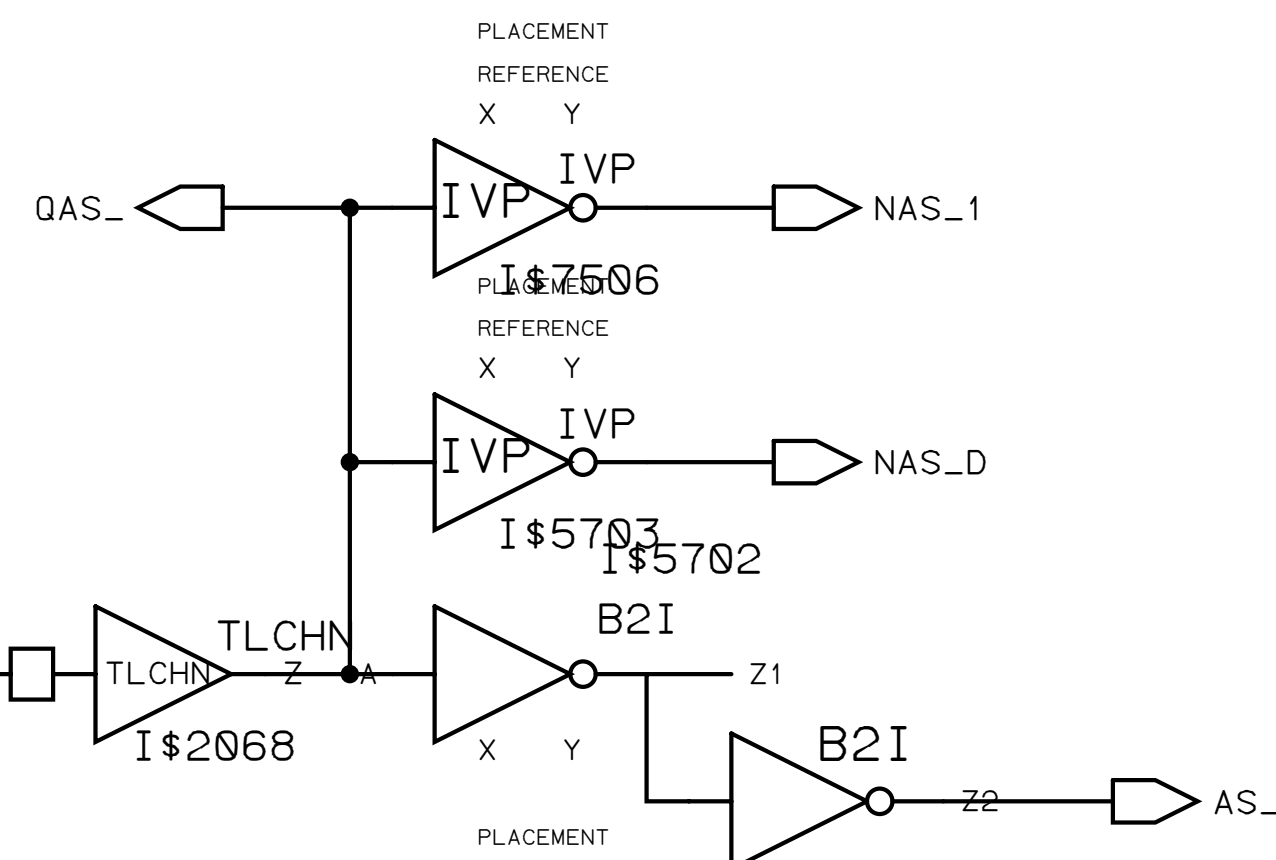 PLACEMENT
REFERENCE
X Y
IVP
IVP
QAS_
NAS_1
I$7506
PLACEMENT
REFERENCE
X Y
IVP
IVP
NAS_D
I$5703
I$5702
B2I
TLCHN
TLCHN
Z
A
Z1
I$2068
X Y
B2I
Z2
AS_
PLACEMENT